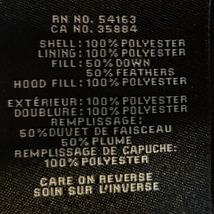 RN NO. 54163
CA NO. 35884
SHELL: 100% POLYESTER
LINING: 100% POLYESTER
FILL: 50% DOWN
50% FEATHERS
HOOD FILL: 100% POLYESTER
EXTÉRIEUR: 100% POLYESTER
DOUBLURE: 100% POLYESTER
REMPLISSAGE:
50% DUVET DE FAISCEAU
50% PLUME
REMPLISSAGE DE CAPUCHE:
100% POLYESTER
CARE ON REVERSE
SOIN SUR L'INVERSE